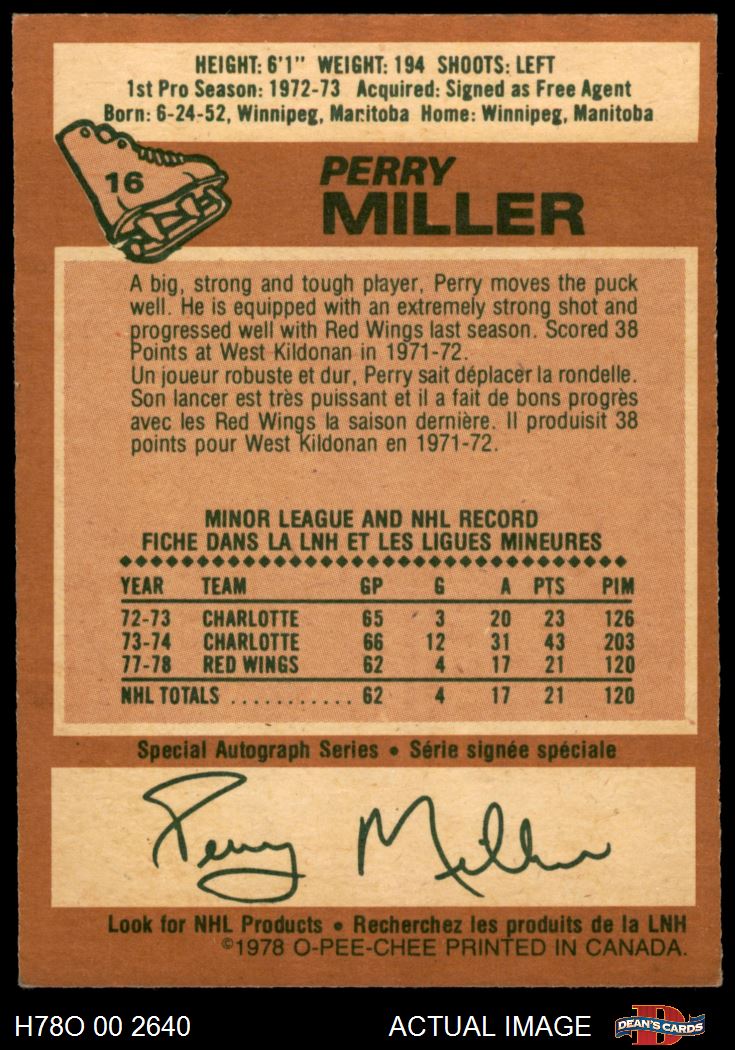 HEIGHT: 6'1" WEIGHT: 194 SHOOTS: LEFT
1st Pro Season: 1972-73 Acquired: Signed as Free Agent
Born: 6-24-52, Winnipeg, Manitoba Home: Winnipeg, Manitoba
16
PERRY
MILLER
A big, strong and tough player, Perry moves the puck
well. He is equipped with an extremely strong shot and
progressed well with Red Wings last season. Scored 38
Points at West Kildonan in 1971-72.
Un joueur robuste et dur, Perry sait déplacer la rondelle.
Son lancer est très puissant et il a fait de bons progrès
avec les Red Wings la saison dernière. Il produisit 38
points pour West Kildonan en 1971-72.
MINOR LEAGUE AND NHL RECORD
FICHE DANS LA LNH ET LES LIGUES MINEURES
YEAR TEAM GP G A PTS PIM
72-73 CHARLOTTE 65 3 20 23 126
73-74 CHARLOTTE 66 12 31 43 203
77-78 RED WINGS 62 4 17 21 120
NHL TOTALS ........... 62 4 17 21 120
Special Autograph Series • Série signée spéciale
Perry Miller
Look for NHL Products • Recherchez les produits de la LNH
©1978 O-PEE-CHEE PRINTED IN CANADA.
H78O 00 2640 ACTUAL IMAGE D DEAN'S CARDS